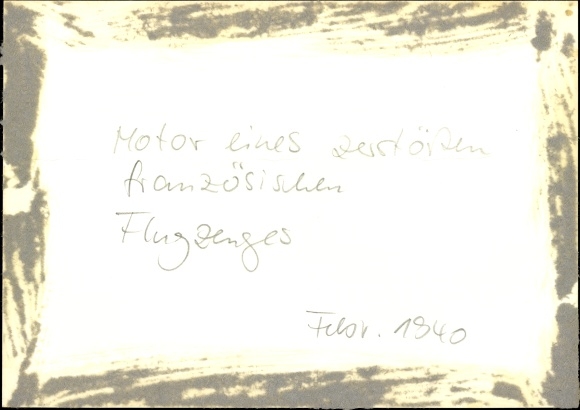 Motor eines zerstörten
französischen
Flugzeuges
Febr. 1940